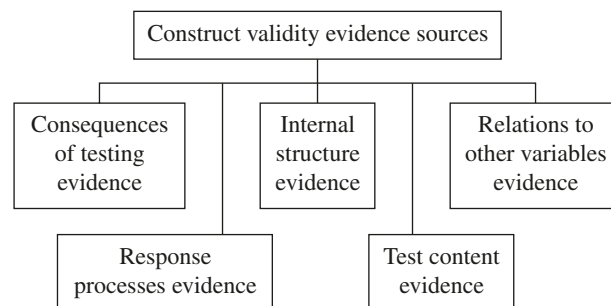 Construct validity evidence sources
Consequences
of testing
evidence
Internal
structure
evidence
Relations to
other variables
evidence
Response
processes evidence
Test content
evidence